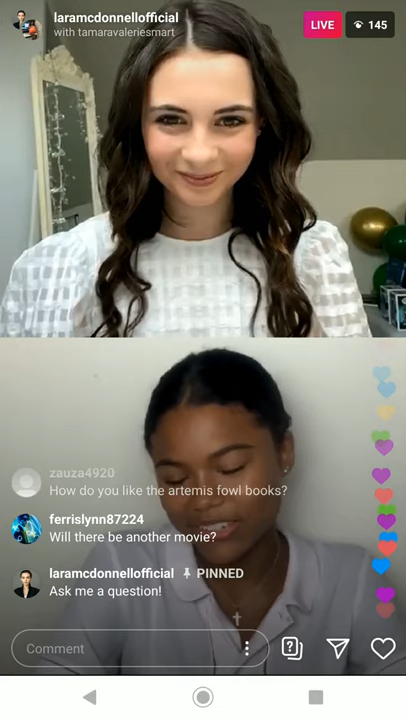 laramcdonnellofficial
with tamaravaleriesmart
LIVE
145
zauza4920
How do you like the artemis fowl books?
ferrislynn87224
Will there be another movie?
laramcdonnellofficial PINNED
Ask me a question!
Comment